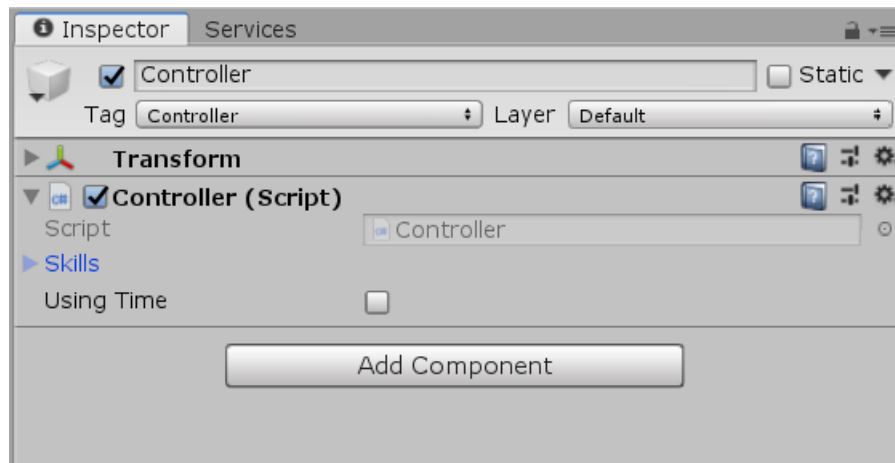 Inspector Services
Controller Static
Tag Controller Layer Default
Transform
Controller (Script)
Script Controller
Skills
Using Time
Add Component